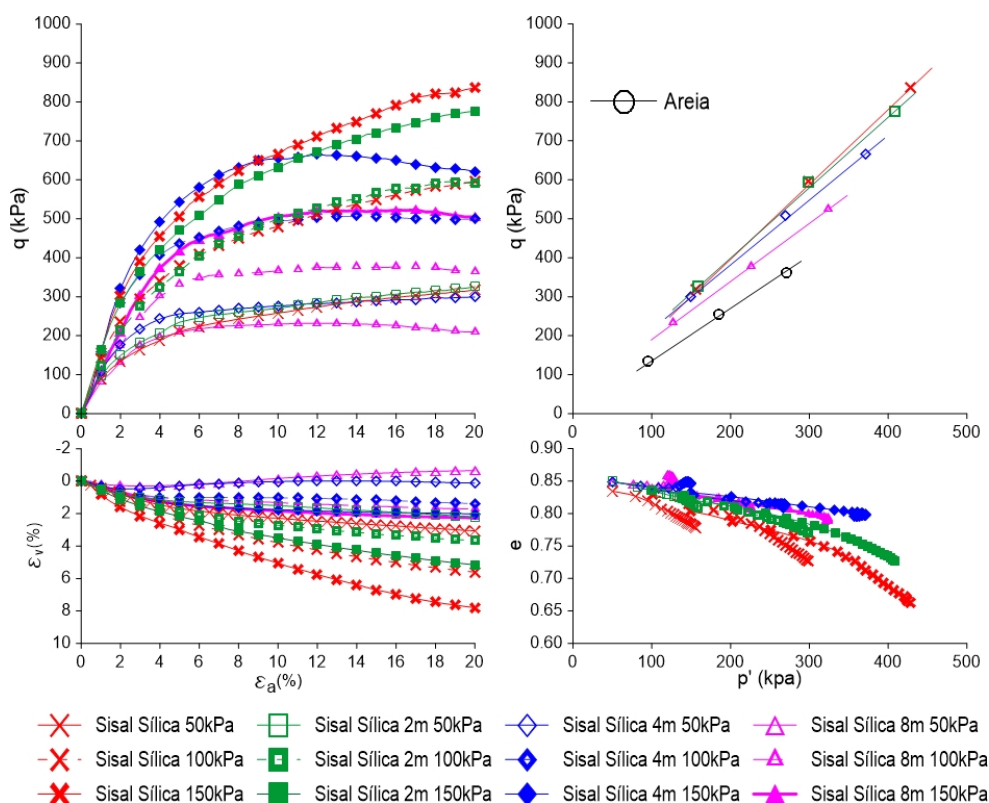 1000
900
800
700
600
500
400
300
200
100
0
q (kPa)
0 2 4 6 8 10 12 14 16 18 20
1000
900
800
700
600
500
400
300
200
100
0
q (kPa)
Areia
0 100 200 300 400 500
-2
0
2
4
6
8
10
εv(%)
0 2 4 6 8 10 12 14 16 18 20
εa(%)
0.90
0.85
0.80
0.75
0.70
0.65
0.60
e
0 100 200 300 400 500
p' (kpa)
Sisal Sílica 50kPa Sisal Sílica 2m 50kPa Sisal Sílica 4m 50kPa Sisal Sílica 8m 50kPa
Sisal Sílica 100kPa Sisal Sílica 2m 100kPa Sisal Sílica 4m 100kPa Sisal Sílica 8m 100kPa
Sisal Sílica 150kPa Sisal Sílica 2m 150kPa Sisal Sílica 4m 150kPa Sisal Sílica 8m 150kPa